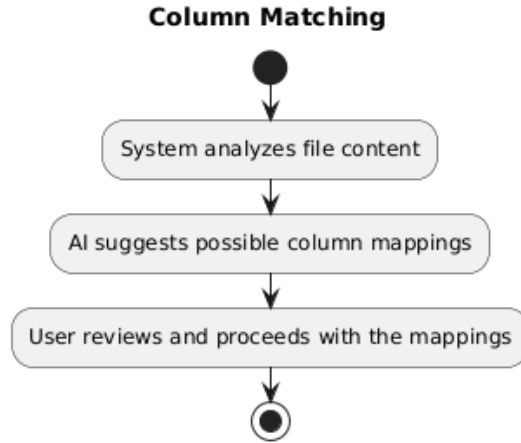 Column Matching
System analyzes file content
AI suggests possible column mappings
User reviews and proceeds with the mappings